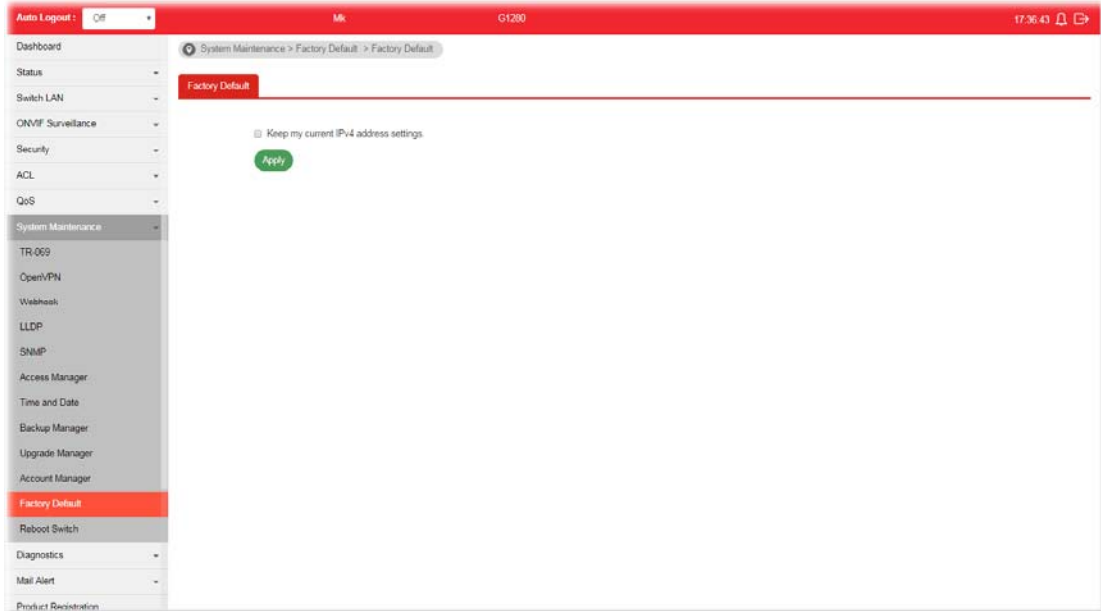 Auto Logout : Off Mk G1280 17:36:43
Dashboard
System Maintenance > Factory Default > Factory Default
Status
Factory Default
Switch LAN
ONVIF Surveillance
Keep my current IPv4 address settings
Security
Apply
ACL
QoS
System Maintenance
TR-069
OpenVPN
Webhook
LLDP
SNMP
Access Manager
Time and Date
Backup Manager
Upgrade Manager
Account Manager
Factory Default
Reboot Switch
Diagnostics
Mail Alert
Product Registration